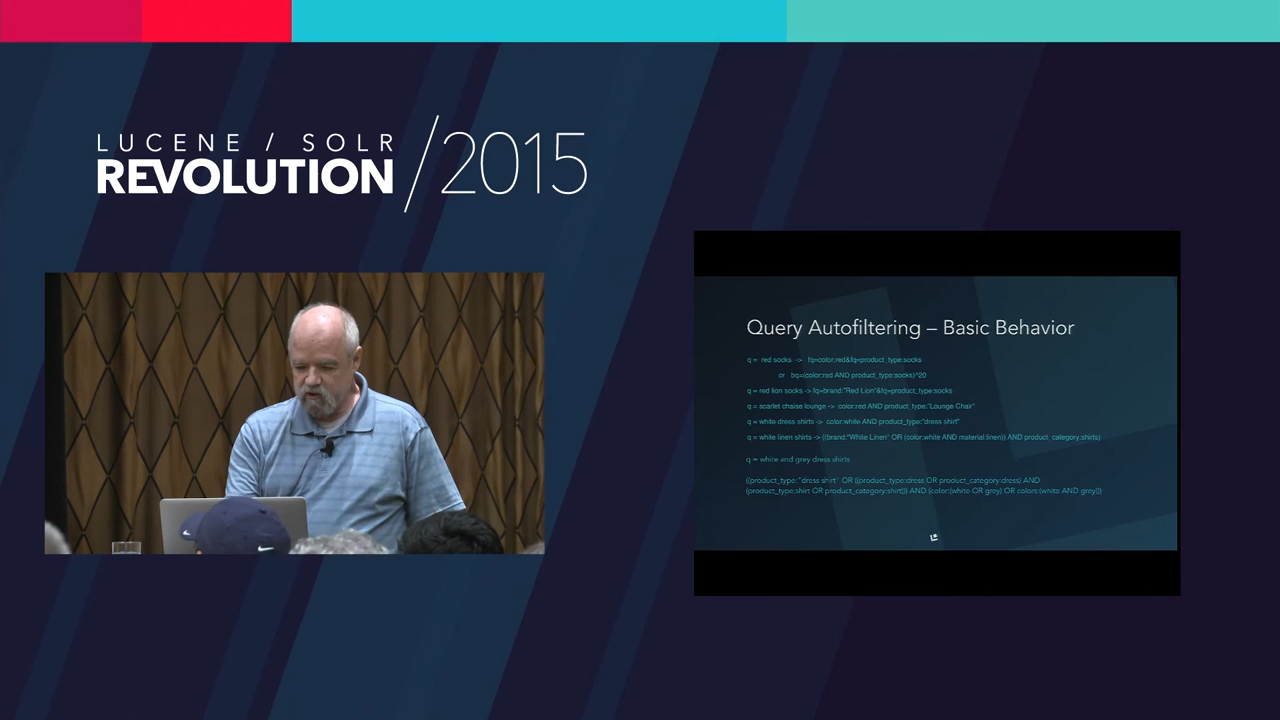 LUCENE / SOLR
REVOLUTION /2015
Query Autofiltering – Basic Behavior
q = red socks -> fq=color:red&fq=product_type:socks
or bq=(color:red AND product_type:socks)^20
q = red lion socks -> fq=brand:"Red Lion"&fq=product_type:socks
q = scarlet chaise lounge -> color:red AND product_type:"Lounge Chair"
q = white dress shirts -> color:white AND product_type:"dress shirt"
q = white linen shirts -> ((brand:"White Linen" OR (color:white AND material:linen)) AND product_category:shirts)
q = white and grey dress shirts
((product_type:"dress shirt" OR ((product_type:dress OR product_category:dress) AND
(product_type:shirt OR product_category:shirt))) AND (color:(white OR grey) OR colors:(white AND grey)))